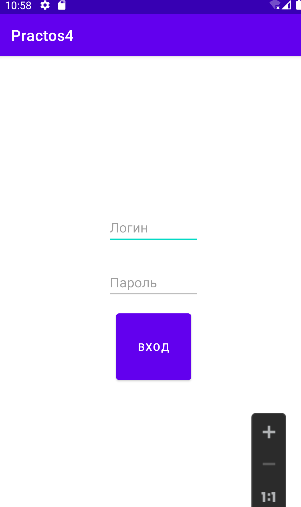 10:58
Practos4
Логин
Пароль
вход
1:1